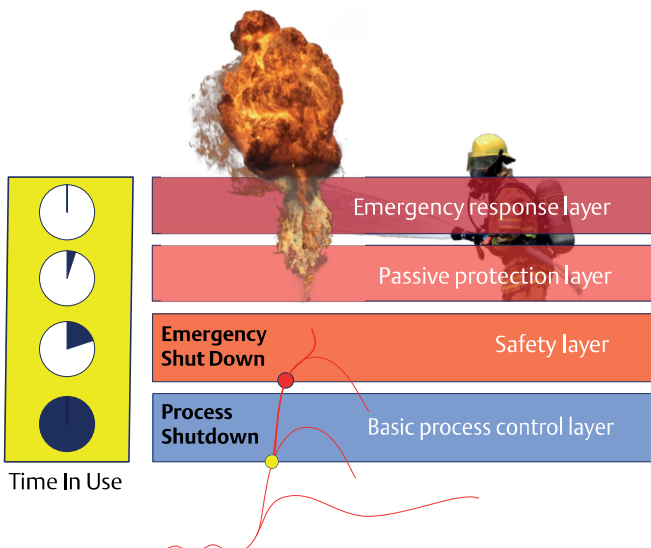 Emergency response layer
Passive protection layer
Emergency
Shut Down
Safety layer
Process
Shutdown
Basic process control layer
Time In Use